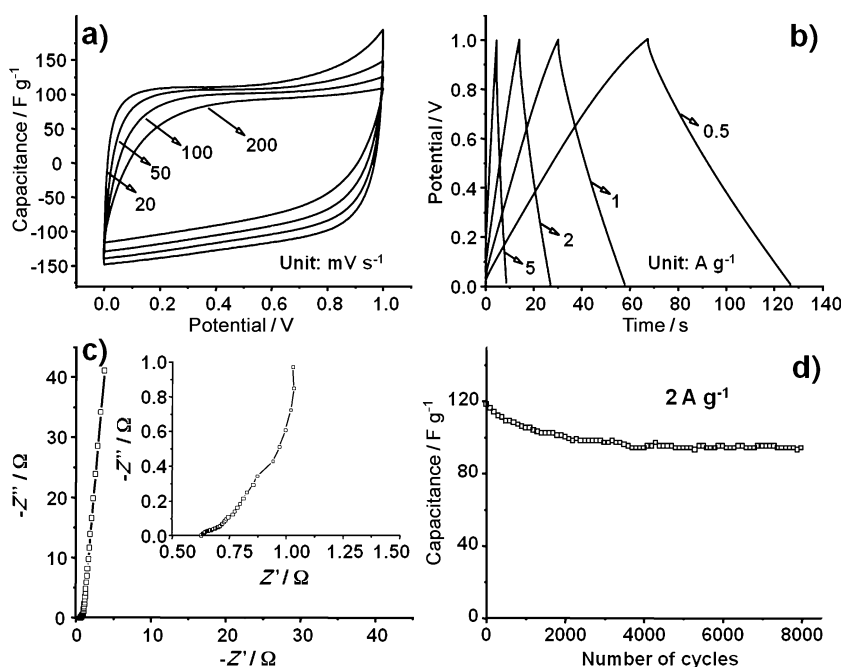 a)
Capacitance / F g-1
150
100
50
0
-50
-100
-150
20
50
100
200
Unit: mV s-1
0.0 0.2 0.4 0.6 0.8 1.0
Potential / V
b)
Potential / V
1.0
0.8
0.6
0.4
0.2
0.0
5
2
1
0.5
Unit: A g-1
0 20 40 60 80 100 120 140
Time / s
c)
-Z'' / Ω
40
30
20
10
0
0 10 20 30 40
-Z' / Ω
-Z'' / Ω
1.0
0.8
0.6
0.4
0.2
0.0
0.50 0.75 1.00 1.25 1.50
Z' / Ω
d)
2 A g-1
Capacitance / F g-1
120
80
40
0
0 2000 4000 6000 8000
Number of cycles